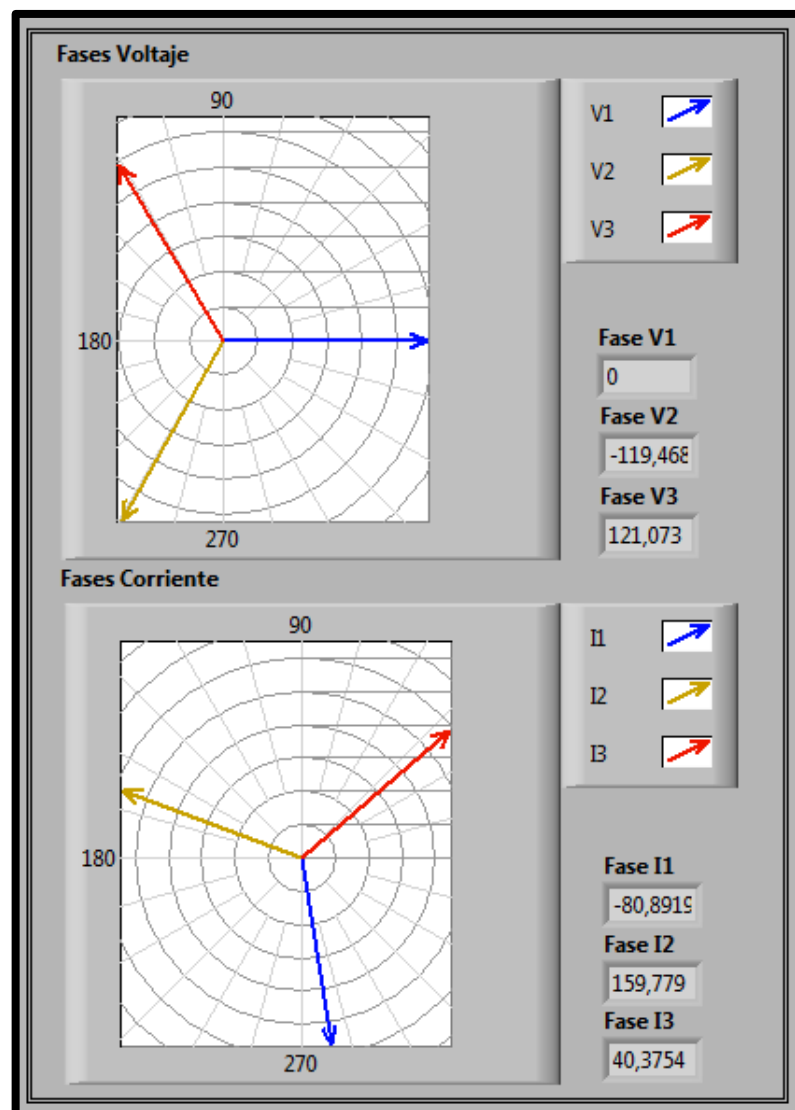 Fases Voltaje
90
180
270
V1
V2
V3
Fase V1
0
Fase V2
-119,468
Fase V3
121,073
Fases Corriente
90
180
270
I1
I2
I3
Fase I1
-80,8919
Fase I2
159,779
Fase I3
40,3754